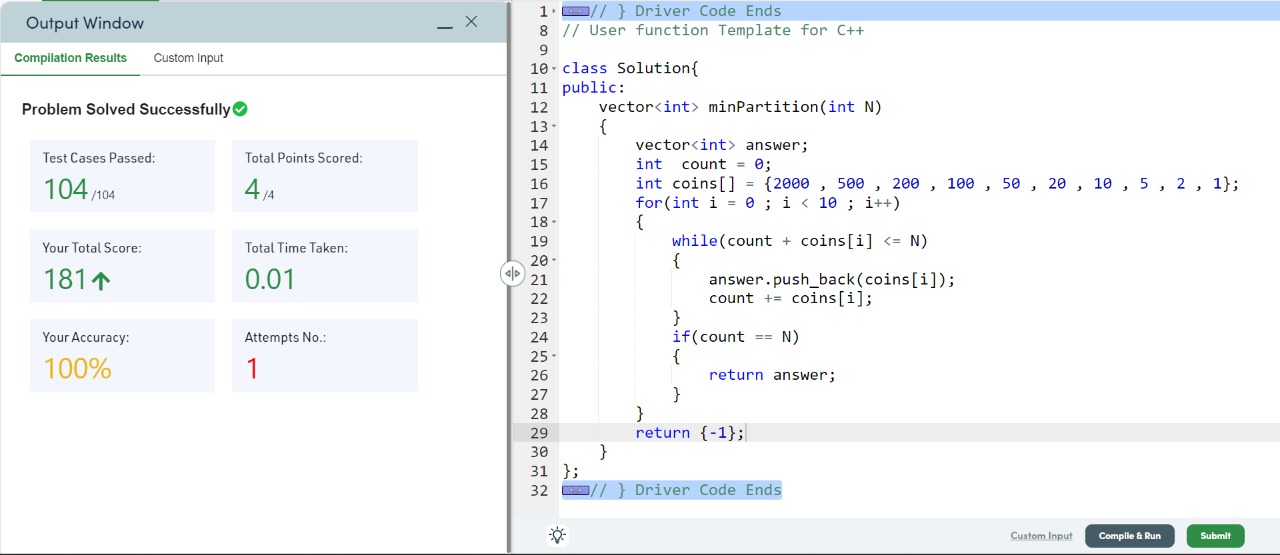 Output Window
Compilation Results
Custom Input
Problem Solved Successfully
Test Cases Passed:
104 /104
Total Points Scored:
4 /4
Your Total Score:
181
Total Time Taken:
0.01
Your Accuracy:
100%
Attempts No.:
1
1 // } Driver Code Ends
8 // User function Template for C++
9
10 class Solution{
11 public:
12     vector<int> minPartition(int N)
13     {
14         vector<int> answer;
15         int  count = 0;
16         int coins[] = {2000 , 500 , 200 , 100 , 50 , 20 , 10 , 5 , 2 , 1};
17         for(int i = 0 ; i < 10 ; i++)
18         {
19             while(count + coins[i] <= N)
20             {
21                 answer.push_back(coins[i]);
22                 count += coins[i];
23             }
24             if(count == N)
25             {
26                 return answer;
27             }
28         }
29         return {-1};
30     }
31 };
32 // } Driver Code Ends
Custom Input
Compile & Run
Submit